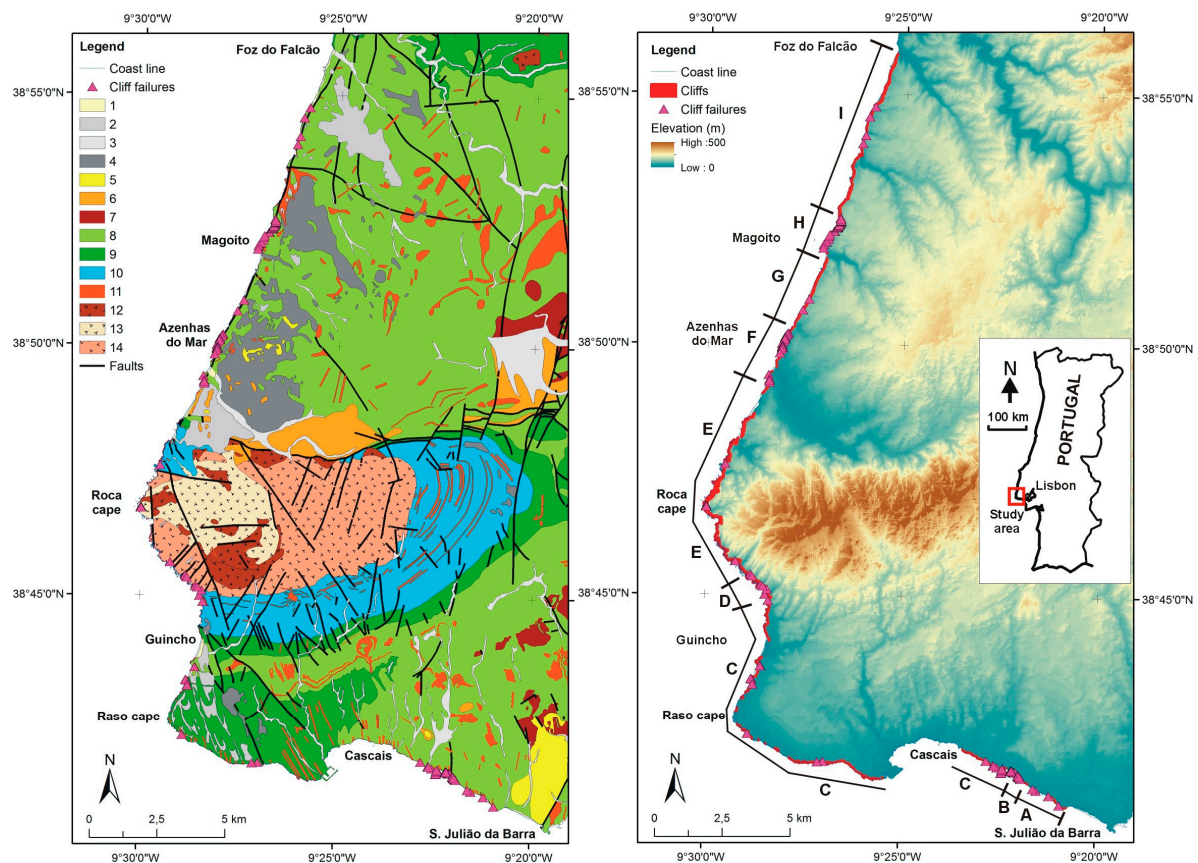 9°30'0"W
9°25'0"W
9°20'0"W
Legend
Coast line
Cliff failures
1
2
3
4
5
6
7
8
9
10
11
12
13
14
Faults
Foz do Falcão
38°55'0"N
Magoito
Azenhas
do Mar
38°50'0"N
Roca
cape
38°45'0"N
Guincho
Raso cape
Cascais
N
0
2,5
5 km
S. Julião da Barra
9°30'0"W
9°25'0"W
9°20'0"W
9°30'0"W
9°25'0"W
9°20'0"W
Legend
Coast line
Cliffs
Cliff failures
Elevation (m)
High :500
Low : 0
Foz do Falcão
38°55'0"N
38°55'0"N
I
H
Magoito
G
Azenhas
do Mar
F
38°50'0"N
38°50'0"N
N
100 km
PORTUGAL
Lisbon
Study
area
E
Roca
cape
E
D
38°45'0"N
38°45'0"N
Guincho
C
Raso cape
Cascais
C
C
B
A
N
0
2,5
5 km
S. Julião da Barra
9°30'0"W
9°25'0"W
9°20'0"W